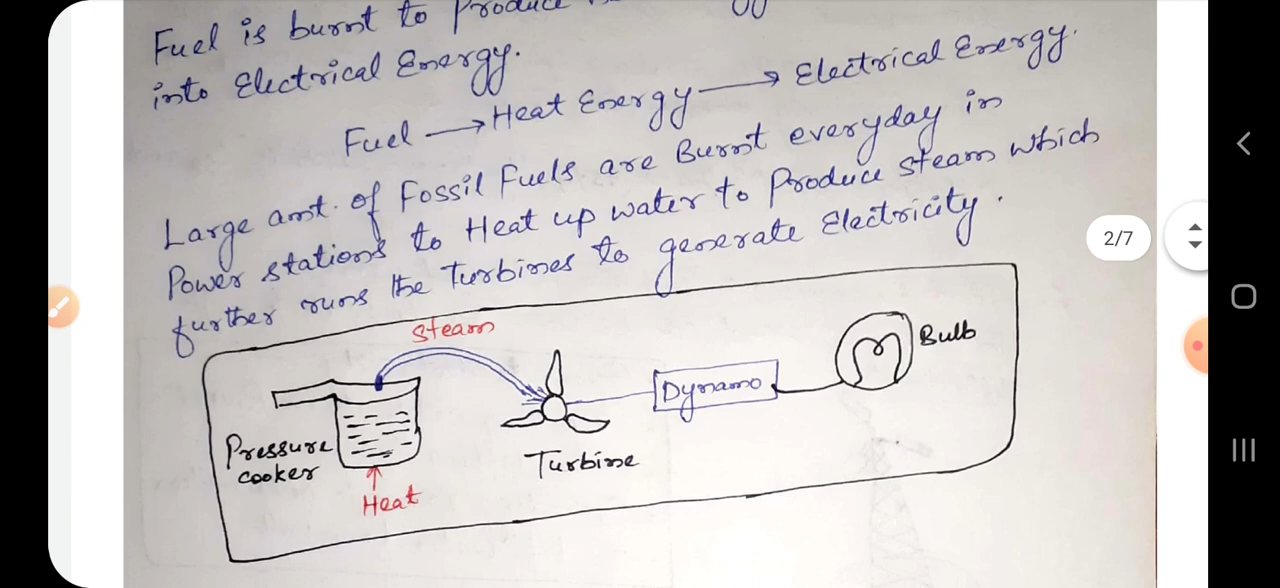 Fuel is burnt to Produce
into Electrical Energy.
Fuel → Heat Energy → Electrical Energy.
Large amt. of Fossil Fuels are Burnt everyday in
Power stations to Heat up water to Produce steam which
further runs the Turbines to generate Electricity.
Steam
Bulb
Dynamo
Pressure
cooker
Turbine
Heat
2/7